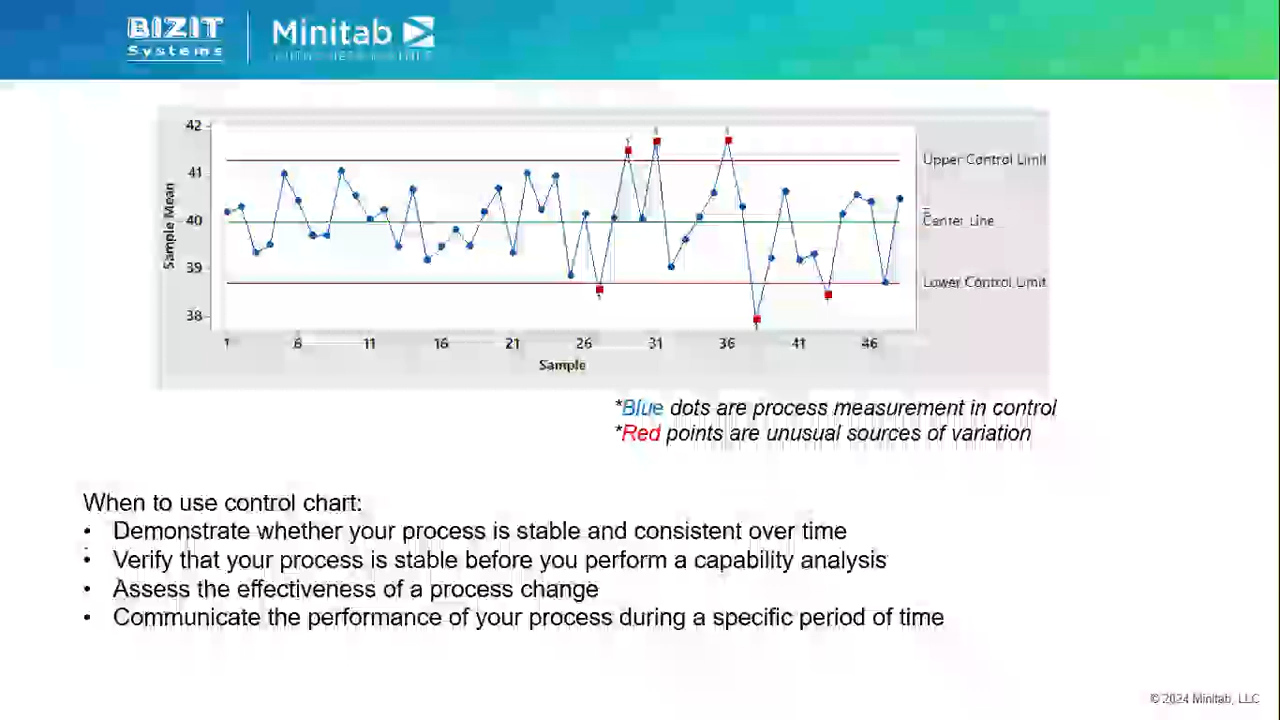 BIZIT
Systems
Minitab
42
41
40
39
38
Sample Mean
Upper Control Limit
Center Line
Lower Control Limit
1 6 11 16 21 26 31 36 41 46
Sample
*Blue dots are process measurement in control
*Red points are unusual sources of variation
When to use control chart:
• Demonstrate whether your process is stable and consistent over time
• Verify that your process is stable before you perform a capability analysis
• Assess the effectiveness of a process change
• Communicate the performance of your process during a specific period of time
© 2024 Minitab, LLC